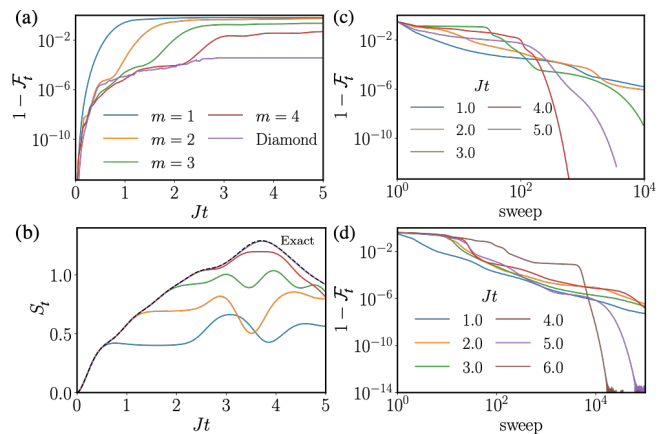 (a)
1 − 𝓕_t
10^−2
10^−6
10^−10
m = 1
m = 2
m = 3
m = 4
Diamond
0 1 2 3 4 5
Jt
(c)
1 − 𝓕_t
10^−2
10^−6
10^−10
Jt
1.0
2.0
3.0
4.0
5.0
10^0 10^2 10^4
sweep
(b)
S_t
1.0
0.5
0.0
Exact
0 1 2 3 4 5
Jt
(d)
1 − 𝓕_t
10^−2
10^−6
10^−10
10^−14
Jt
1.0
2.0
3.0
4.0
5.0
6.0
10^0 10^2 10^4
sweep